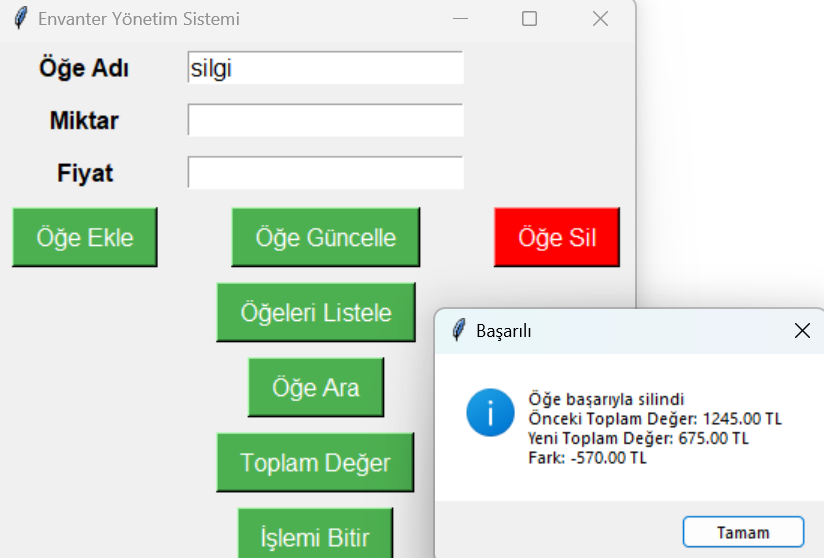 Envanter Yönetim Sistemi
Öğe Adı
silgi
Miktar
Fiyat
Öğe Ekle
Öğe Güncelle
Öğe Sil
Öğeleri Listele
Öğe Ara
Toplam Değer
İşlemi Bitir
Başarılı
Öğe başarıyla silindi
Önceki Toplam Değer: 1245.00 TL
Yeni Toplam Değer: 675.00 TL
Fark: -570.00 TL
Tamam